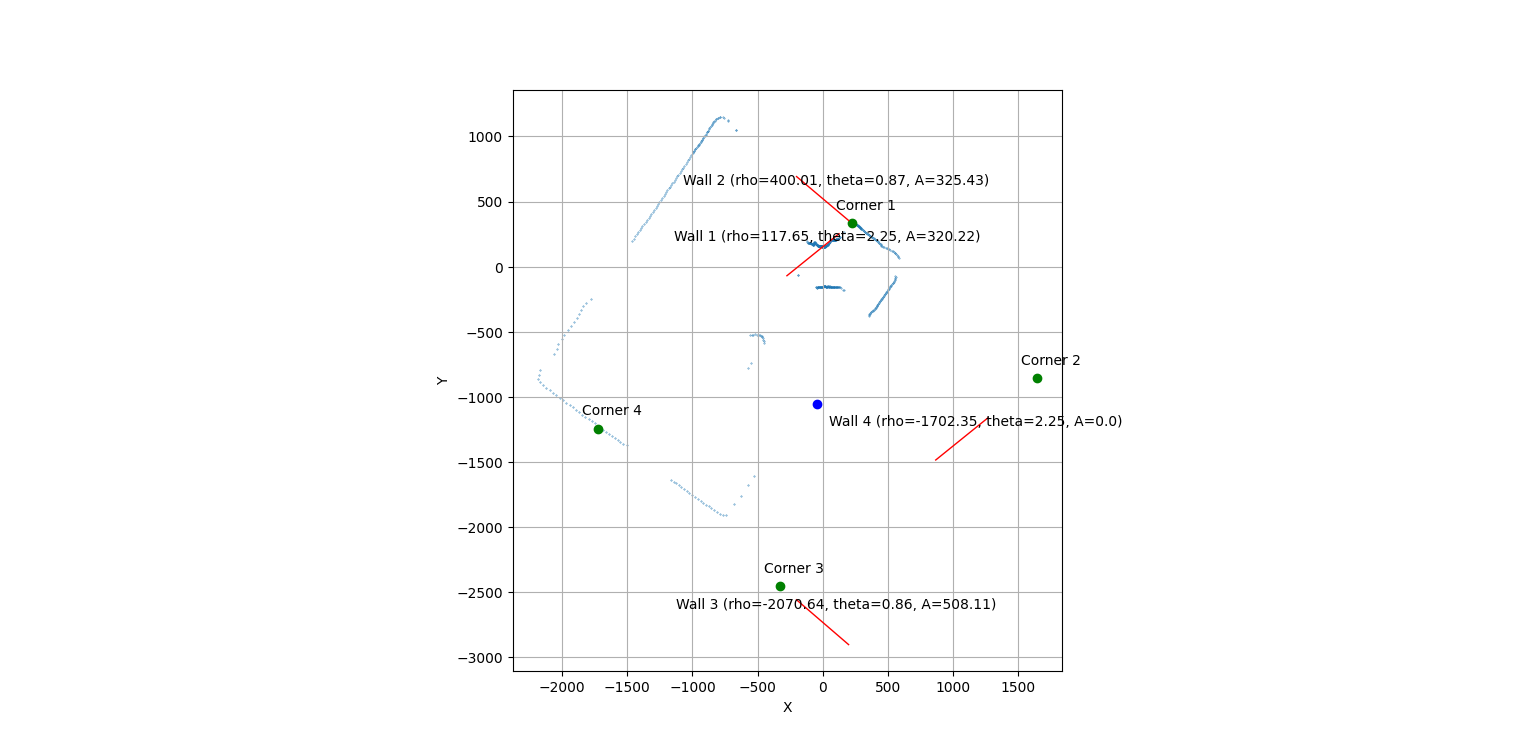 1000
Wall 2 (rho=400.01, theta=0.87, A=325.43)
500
Corner 1
Wall 1 (rho=117.65, theta=2.25, A=320.22)
0
−500
Corner 2
Y
−1000
Corner 4
Wall 4 (rho=-1702.35, theta=2.25, A=0.0)
−1500
−2000
Corner 3
−2500
Wall 3 (rho=-2070.64, theta=0.86, A=508.11)
−3000
−2000 −1500 −1000 −500 0 500 1000 1500
X